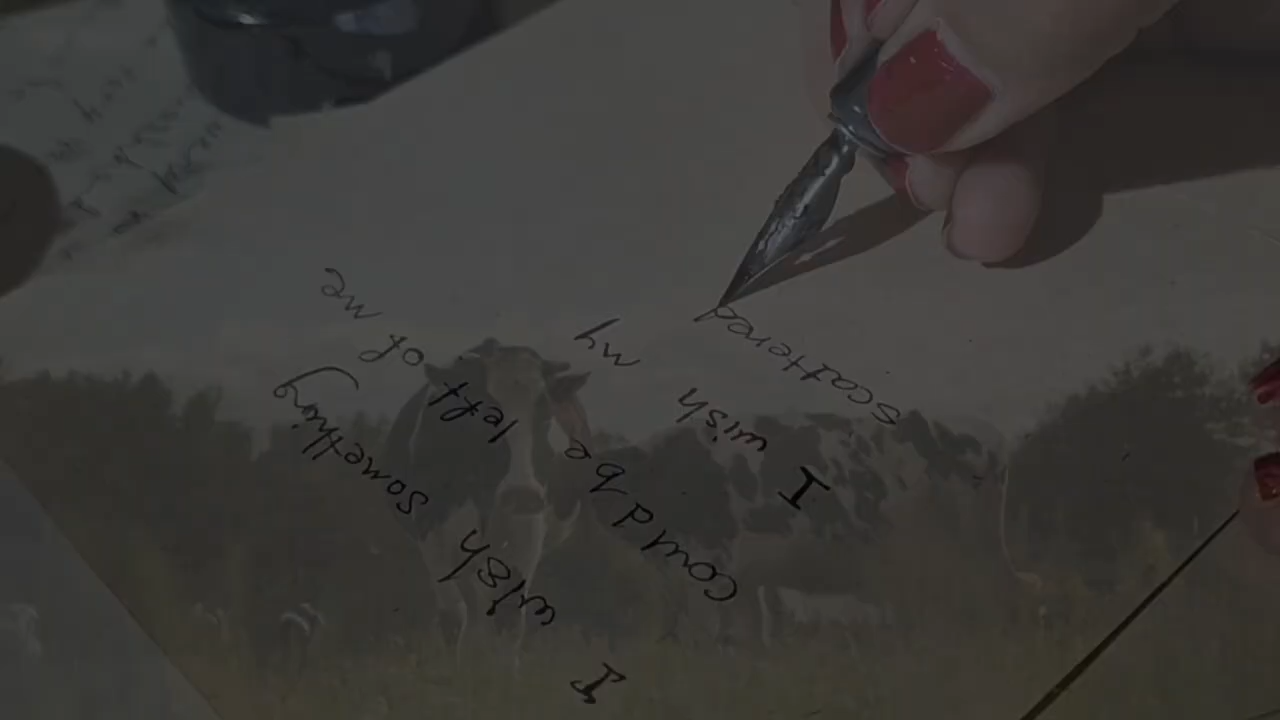 I wish something
could be left of me
I wish my
scattered